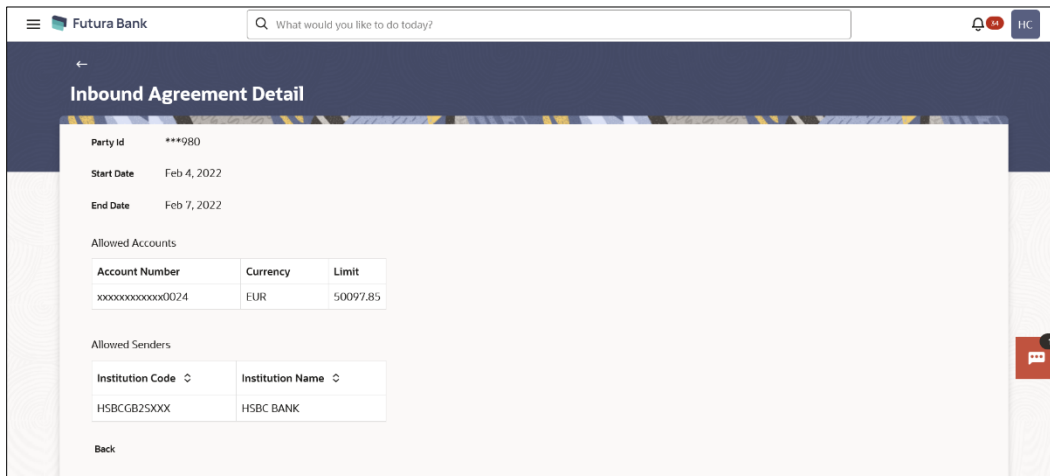 Futura Bank
What would you like to do today?
34
HC
Inbound Agreement Detail
Party Id ***980
Start Date Feb 4, 2022
End Date Feb 7, 2022
Allowed Accounts
Account Number Currency Limit
xxxxxxxxxxxx0024 EUR 50097.85
Allowed Senders
Institution Code Institution Name
HSBCGB2SXXX HSBC BANK
Back